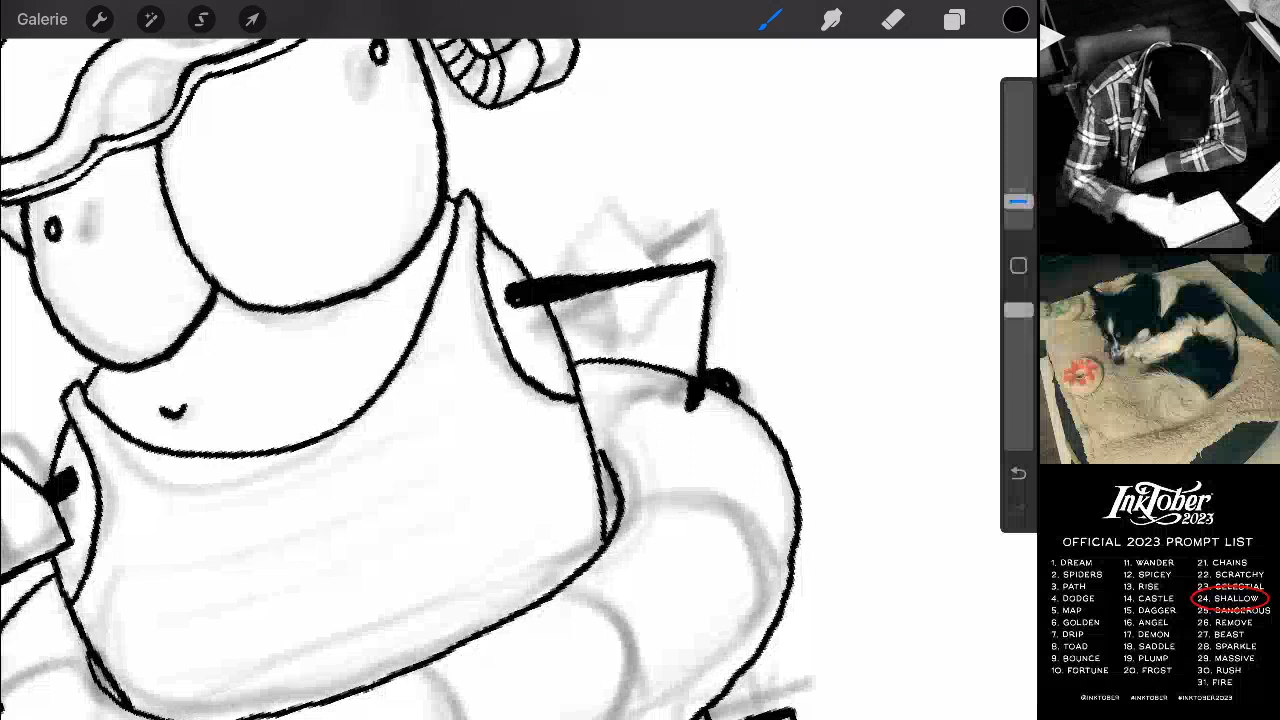 Galerie
InkTober
2023
OFFICIAL 2023 PROMPT LIST
1. DREAM 11. WANDER 21. CHAINS
2. SPIDERS 12. SPICEY 22. SCRATCHY
3. PATH 13. RISE 23. CELESTIAL
4. DODGE 14. CASTLE 24. SHALLOW
5. MAP 15. DAGGER 25. DANGEROUS
6. GOLDEN 16. ANGEL 26. REMOVE
7. DRIP 17. DEMON 27. BEAST
8. TOAD 18. SADDLE 28. SPARKLE
9. BOUNCE 19. PLUMP 29. MASSIVE
10. FORTUNE 20. FROST 30. RUSH
31. FIRE
@INKTOBER #INKTOBER #INKTOBER2023